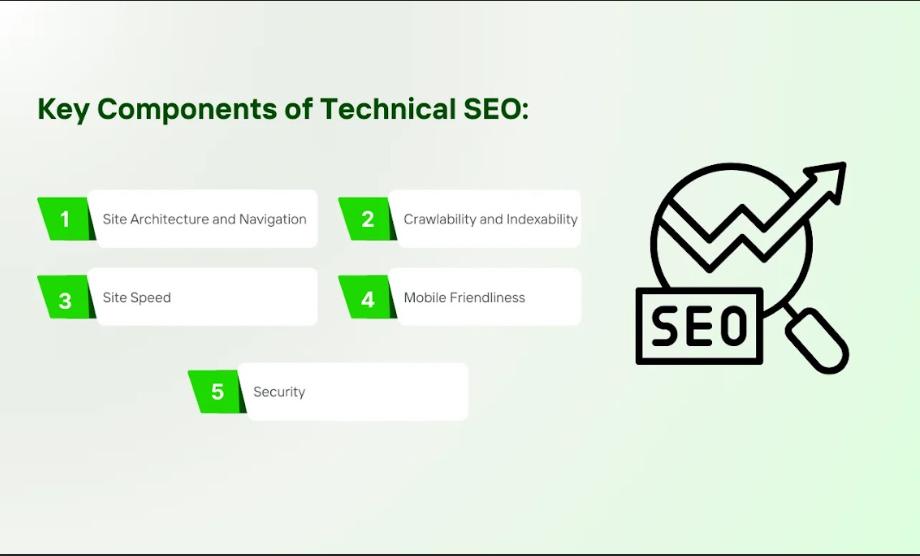 Key Components of Technical SEO:
1 Site Architecture and Navigation
2 Crawlability and Indexability
3 Site Speed
4 Mobile Friendliness
5 Security
SEO